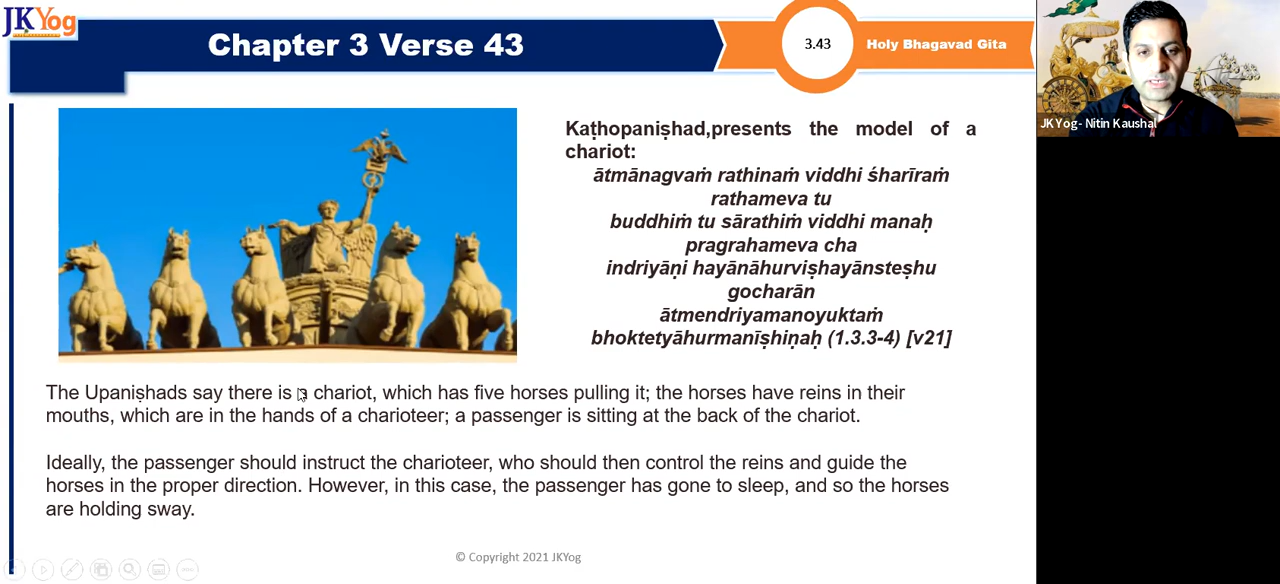 JKYog
Chapter 3 Verse 43
3.43
Holy Bhagavad Gita
JKYog- Nitin Kaushal
Kaṭhopaniṣhad,presents the model of a
chariot:
ātmānagvaṁ rathinaṁ viddhi śharīraṁ
rathameva tu
buddhiṁ tu sārathiṁ viddhi manaḥ
pragrahameva cha
indriyāṇi hayānāhurviṣhayānsteṣhu
gocharān
ātmendriyamanoyuktaṁ
bhoktetyāhurmanīṣhiṇaḥ (1.3.3-4) [v21]
The Upaniṣhads say there is a chariot, which has five horses pulling it; the horses have reins in their
mouths, which are in the hands of a charioteer; a passenger is sitting at the back of the chariot.
Ideally, the passenger should instruct the charioteer, who should then control the reins and guide the
horses in the proper direction. However, in this case, the passenger has gone to sleep, and so the horses
are holding sway.
© Copyright 2021 JKYog